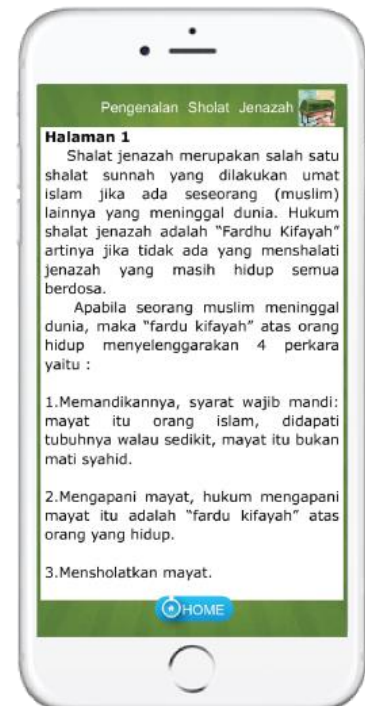 Pengenalan Sholat Jenazah
Halaman 1
Shalat jenazah merupakan salah satu
shalat sunnah yang dilakukan umat
islam jika ada seseorang (muslim)
lainnya yang meninggal dunia. Hukum
shalat jenazah adalah “Fardhu Kifayah”
artinya jika tidak ada yang menshalati
jenazah yang masih hidup semua
berdosa.
Apabila seorang muslim meninggal
dunia, maka “fardu kifayah” atas orang
hidup menyelenggarakan 4 perkara
yaitu :
1.Memandikannya, syarat wajib mandi:
mayat itu orang islam, didapati
tubuhnya walau sedikit, mayat itu bukan
mati syahid.
2.Mengapani mayat, hukum mengapani
mayat itu adalah “fardu kifayah” atas
orang yang hidup.
3.Mensholatkan mayat.
HOME